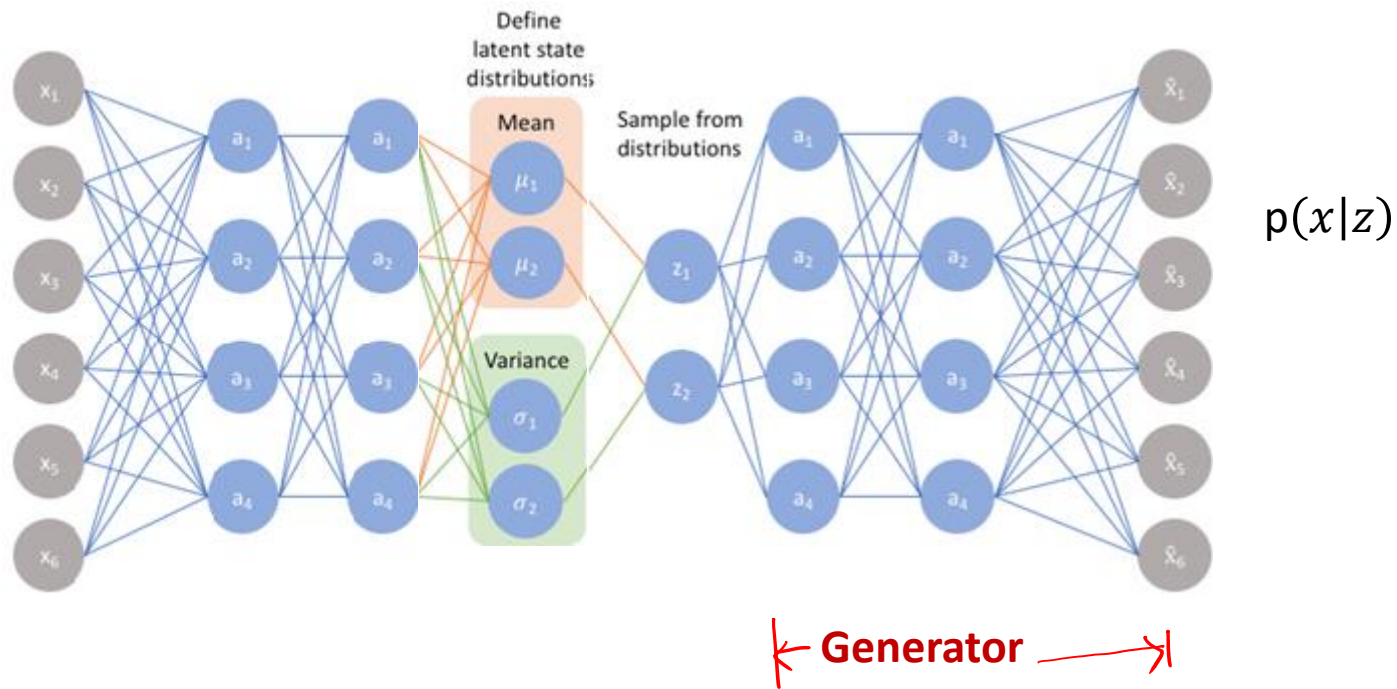 Define
latent state
distributions
Mean
Sample from
distributions
Variance
x₁
x₂
x₃
x₄
x₅
x₆
a₁
a₂
a₃
a₄
a₁
a₂
a₃
a₄
μ₁
μ₂
σ₁
σ₂
z₁
z₂
a₁
a₂
a₃
a₄
a₁
a₂
a₃
a₄
x̂₁
x̂₂
x̂₃
x̂₄
x̂₅
x̂₆
p(x|z)
Generator